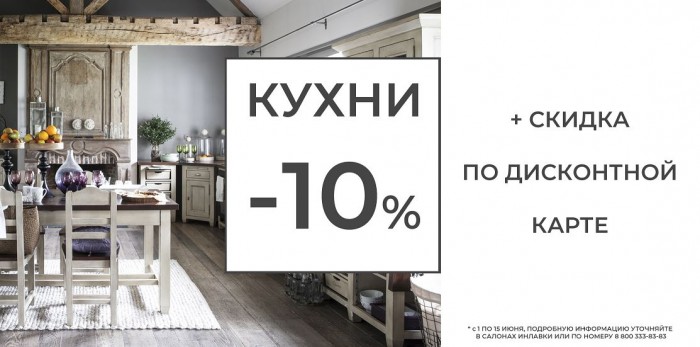 КУХНИ
-10%
+ СКИДКА
ПО ДИСКОНТНОЙ
КАРТЕ
* с 1 ПО 15 ИЮНЯ, ПОДРОБНУЮ ИНФОРМАЦИЮ УТОЧНЯЙТЕ
В САЛОНАХ ИНЛАВКИ ИЛИ ПО НОМЕРУ 8 800 333-83-83